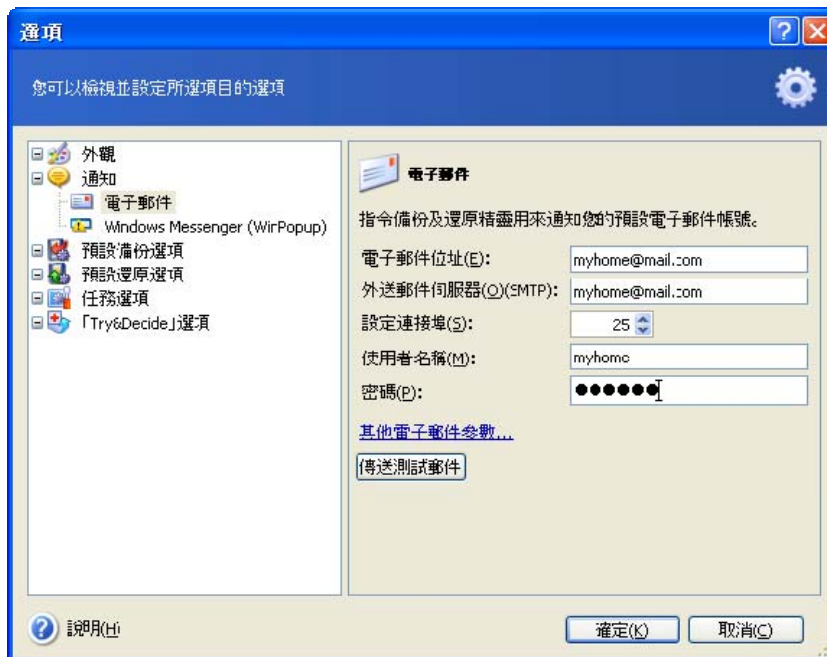 選項
您可以檢視並設定所選項目的選項
外觀
通知
電子郵件
Windows Messenger (WinPopup)
預設備份選項
預設還原選項
任務選項
「Try&Decide」選項
電子郵件
指令備份及還原精靈用來通知您的預設電子郵件帳號。
電子郵件位址(E):
myhome@mail.com
外送郵件伺服器(O)(SMTP):
myhome@mail.com
設定連接埠(S):
25
使用者名稱(M):
myhome
密碼(P):
●●●●●●
其他電子郵件參數...
傳送測試郵件
說明(H)
確定(K)
取消(C)